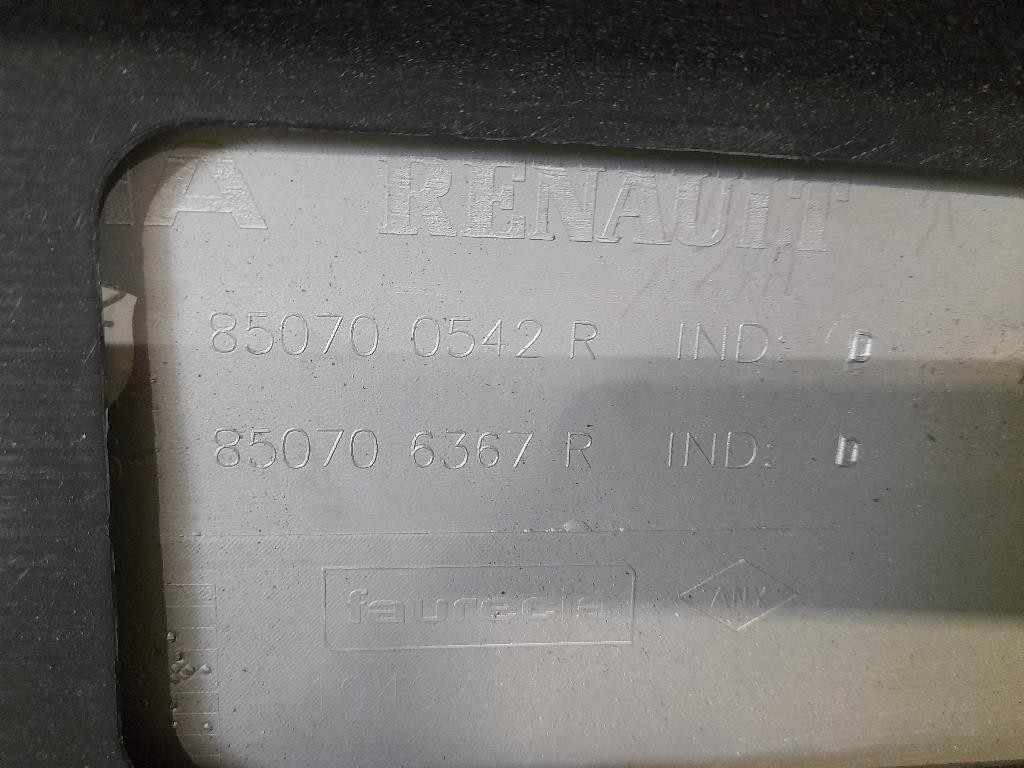 RENAULT
85070 0542 R IND: D
85070 6367 R IND: b
faurecia
ANY